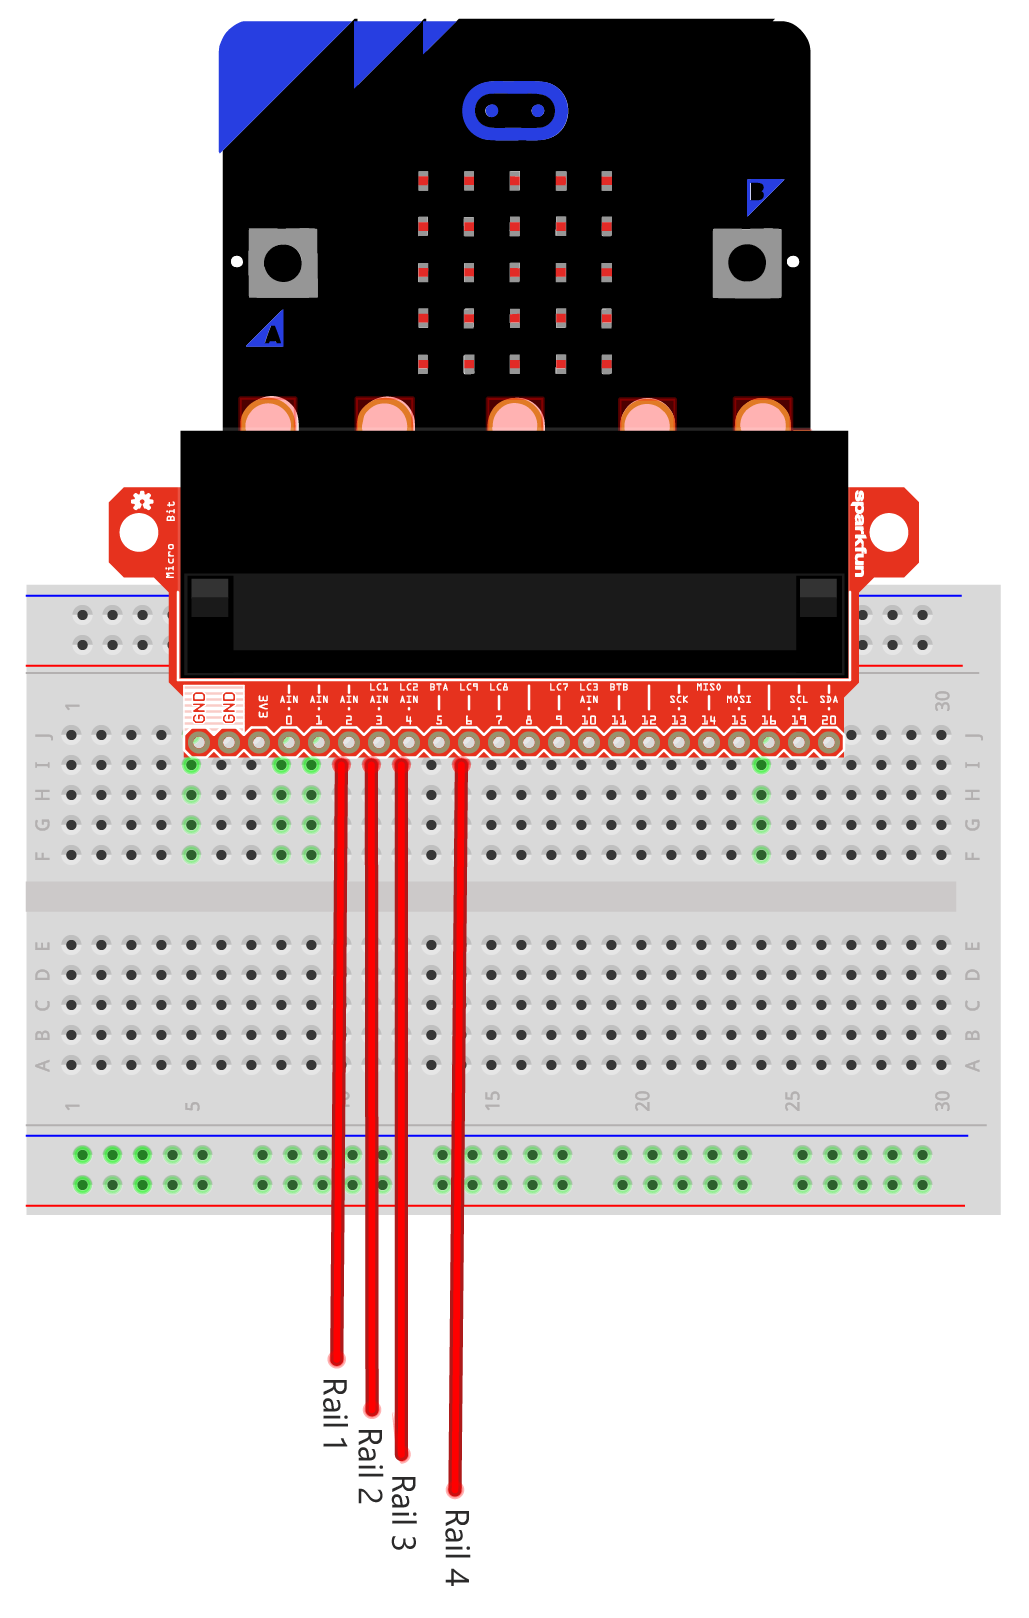 B
A
Micro Bit
sparkfun
LC1 LC2 BTA LC9 LC8 LC7 LC3 BTB MISO
GND GND 3V3 AIN AIN AIN AIN AIN AIN SCK MOSI SCL SDA
0 1 2 3 4 5 6 7 8 9 10 11 12 13 14 15 16 19 20
1 30
J J
I I
H H
G G
F F
E E
D D
C C
B B
A A
1 5 15 20 25 30
Rail 1
Rail 2
Rail 3
Rail 4